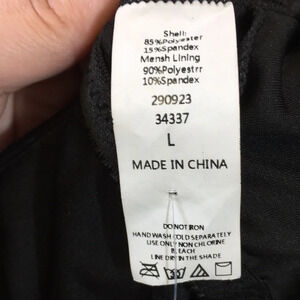 Shell:
85%Polyester
15%Spandex
Mensh Lining
90%Polyestrr
10%Spandex
290923
34337
L
MADE IN CHINA
DO NOT IRON
HAND WASH COLD SEPARATELY
USE ONLY NON CHLORINE
BLEACH
LINE DRY IN THE SHADE